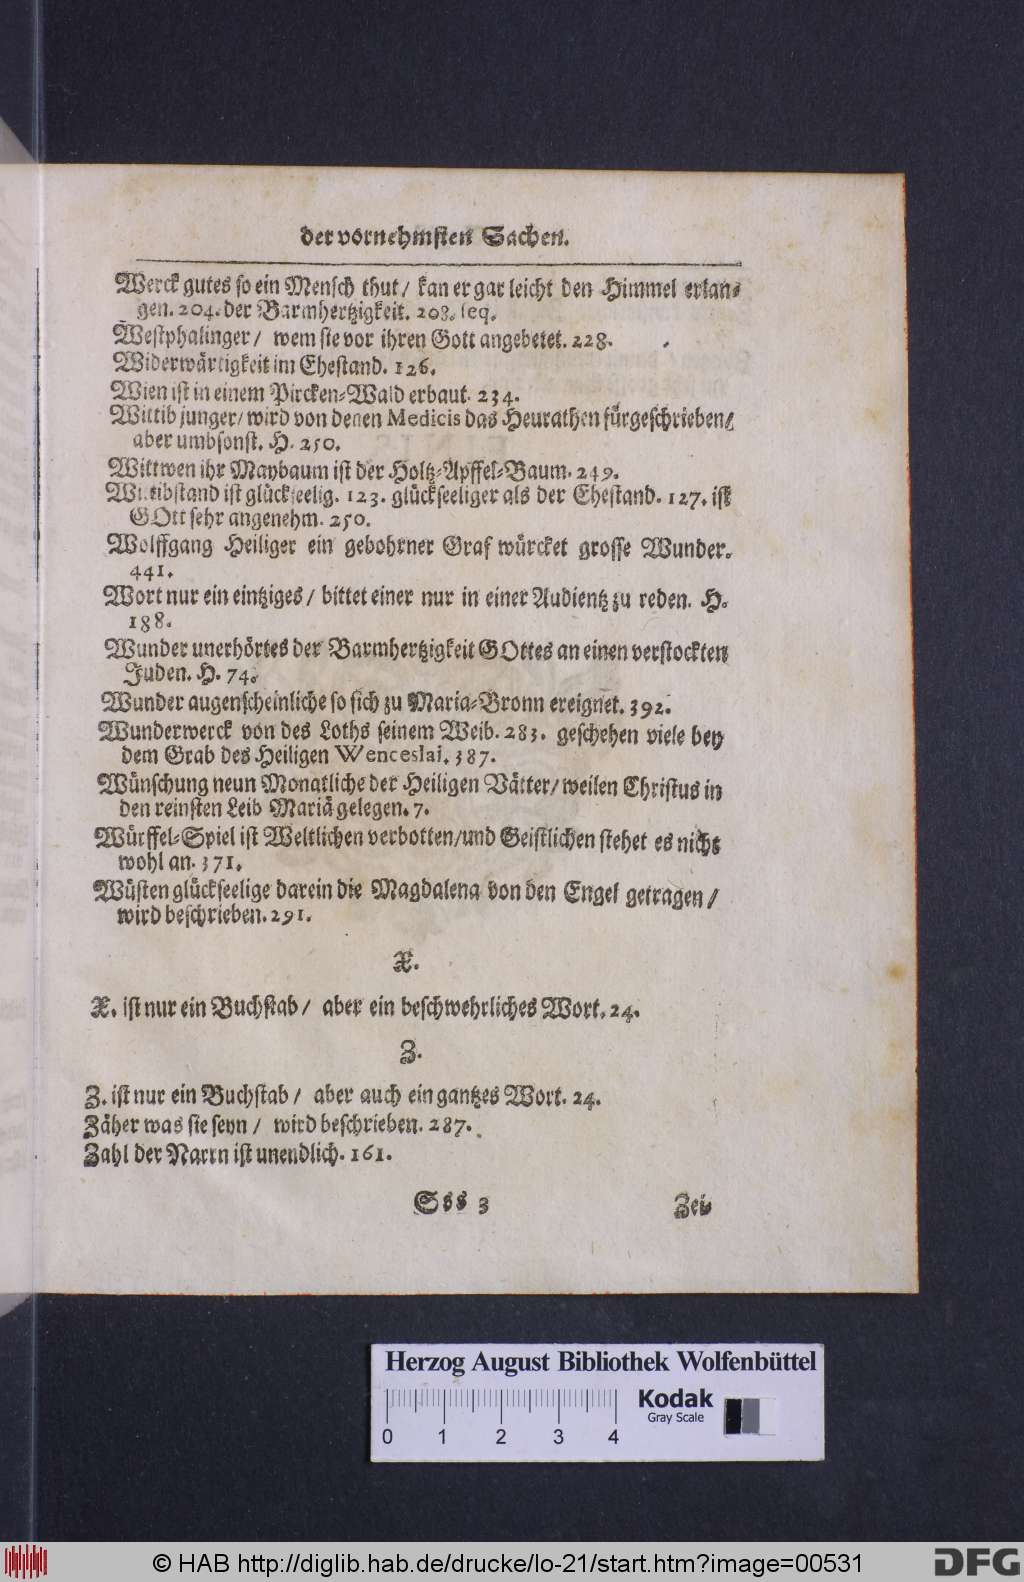 der vornehmsten Sachen.
Werck gutes so ein Mensch thut / kan er gar leicht den Himmel erlan-
gen. 204. der Barmhertzigkeit. 208. seq.
Westphalinger / wem sie vor ihren Gott angebetet. 228.
Widerwärtigkeit im Ehestand. 126.
Wien ist in einem Pircken-Wald erbaut. 234.
Wittib junger / wird von denen Medicis das Heurathen fürgeschrieben /
aber umbsonst. H. 250.
Wittwen ihr Maybaum ist der Holtz-Apffel-Baum. 249.
Wittibstand ist glückseelig. 123. glückseeliger als der Ehestand. 127. ist
GOtt sehr angenehm. 250.
Wolffgang Heiliger ein gebohrner Graf würcket grosse Wunder.
441.
Wort nur ein eintziges / bittet einer nur in einer Audientz zu reden. H.
188.
Wunder unerhörtes der Barmhertzigkeit GOttes an einen verstockten
Juden. H. 74.
Wunder augenscheinliche so sich zu Maria-Bronn ereignet. 392.
Wunderwerck von des Loths seinem Weib. 283. geschehen viele bey
dem Grab des Heiligen Wenceslai. 387.
Wünschung neun Monatliche der Heiligen Vätter / weilen Christus in
den reinsten Leib Mariä gelegen. 7.
Würffel-Spiel ist Weltlichen verbotten / und Geistlichen stehet es nicht
wohl an. 371.
Wüsten glückseelige darein die Magdalena von den Engel getragen /
wird beschrieben. 291.
X.
X. ist nur ein Buchstab / aber ein beschwehrliches Wort. 24.
Z.
Z. ist nur ein Buchstab / aber auch ein gantzes Wort. 24.
Zäher was sie seyn / wird beschrieben. 287.
Zahl der Narrn ist unendlich. 161.
Sss 3 Zei-
Herzog August Bibliothek Wolfenbüttel
Kodak
Gray Scale
0 1 2 3 4
© HAB http://diglib.hab.de/drucke/lo-21/start.htm?image=00531
DFG